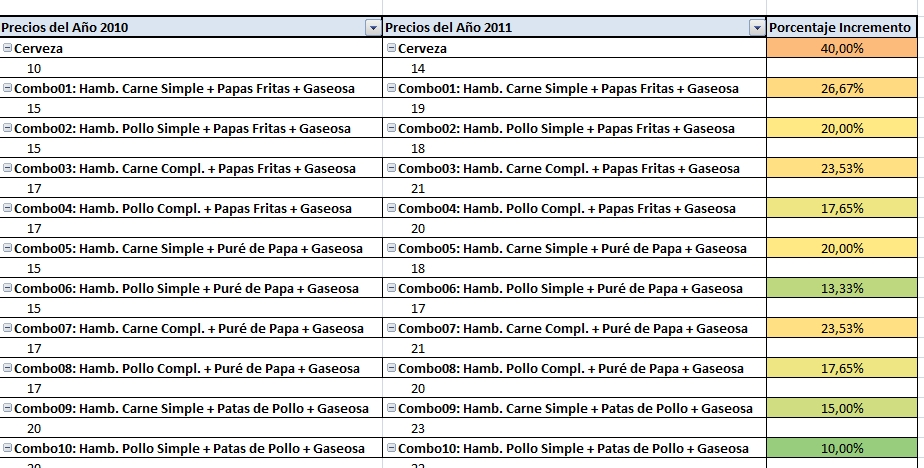 Precios del Año 2010 Precios del Año 2011 Porcentaje Incremento
Cerveza Cerveza 40,00%
10 14
Combo01: Hamb. Carne Simple + Papas Fritas + Gaseosa Combo01: Hamb. Carne Simple + Papas Fritas + Gaseosa 26,67%
15 19
Combo02: Hamb. Pollo Simple + Papas Fritas + Gaseosa Combo02: Hamb. Pollo Simple + Papas Fritas + Gaseosa 20,00%
15 18
Combo03: Hamb. Carne Compl. + Papas Fritas + Gaseosa Combo03: Hamb. Carne Compl. + Papas Fritas + Gaseosa 23,53%
17 21
Combo04: Hamb. Pollo Compl. + Papas Fritas + Gaseosa Combo04: Hamb. Pollo Compl. + Papas Fritas + Gaseosa 17,65%
17 20
Combo05: Hamb. Carne Simple + Puré de Papa + Gaseosa Combo05: Hamb. Carne Simple + Puré de Papa + Gaseosa 20,00%
15 18
Combo06: Hamb. Pollo Simple + Puré de Papa + Gaseosa Combo06: Hamb. Pollo Simple + Puré de Papa + Gaseosa 13,33%
15 17
Combo07: Hamb. Carne Compl. + Puré de Papa + Gaseosa Combo07: Hamb. Carne Compl. + Puré de Papa + Gaseosa 23,53%
17 21
Combo08: Hamb. Pollo Compl. + Puré de Papa + Gaseosa Combo08: Hamb. Pollo Compl. + Puré de Papa + Gaseosa 17,65%
17 20
Combo09: Hamb. Carne Simple + Patas de Pollo + Gaseosa Combo09: Hamb. Carne Simple + Patas de Pollo + Gaseosa 15,00%
20 23
Combo10: Hamb. Pollo Simple + Patas de Pollo + Gaseosa Combo10: Hamb. Pollo Simple + Patas de Pollo + Gaseosa 10,00%